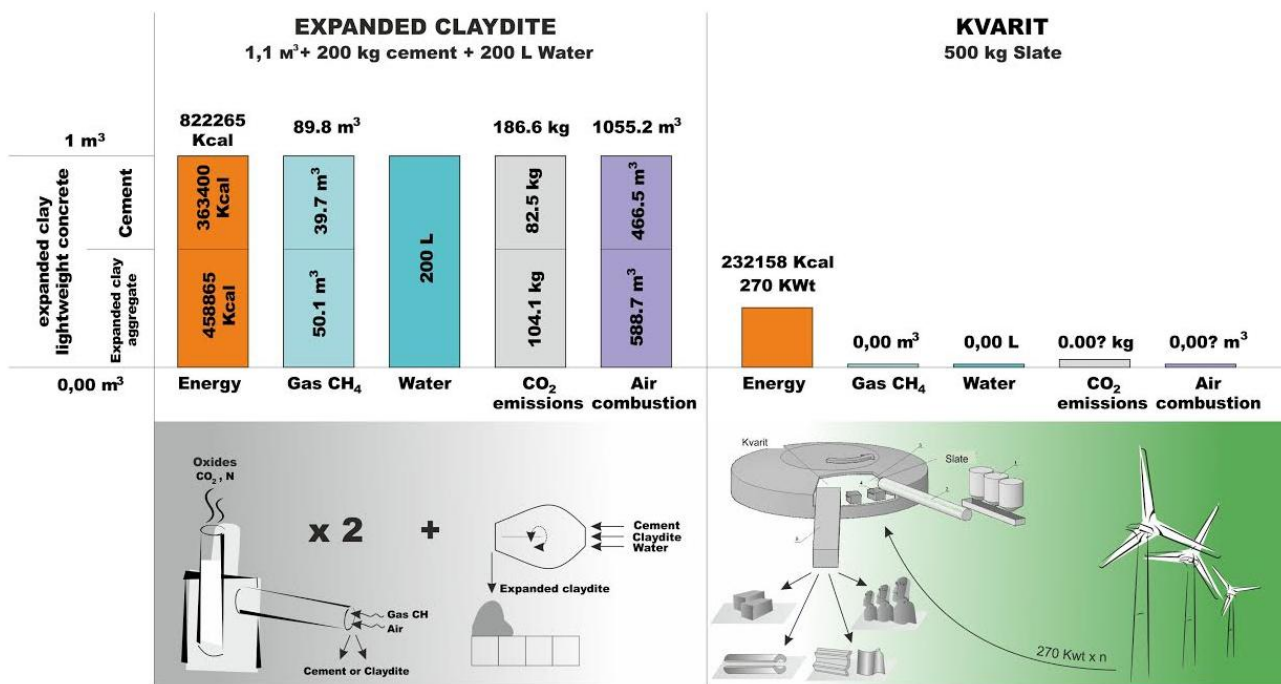 EXPANDED CLAYDITE
1,1 м³+ 200 kg cement + 200 L Water
KVARIT
500 kg Slate
1 m³
822265
Kcal
89.8 m³
186.6 kg
1055.2 m³
expanded clay
lightweight concrete
Cement
Expanded clay
aggregate
363400
Kcal
458865
Kcal
39.7 m³
50.1 m³
200 L
82.5 kg
104.1 kg
466.5 m³
588.7 m³
232158 Kcal
270 KWt
0,00 m³
0,00 L
0.00? kg
0,00? m³
0,00 m³
Energy
Gas CH₄
Water
CO₂
emissions
Air
combustion
Energy
Gas CH₄
Water
CO₂
emissions
Air
combustion
Oxides
CO₂ , N
x 2
+
Cement
Claydite
Water
Expanded claydite
Gas CH
Air
Cement or Claydite
Kvarit
Slate
1
2
3
4
270 Kwt x n